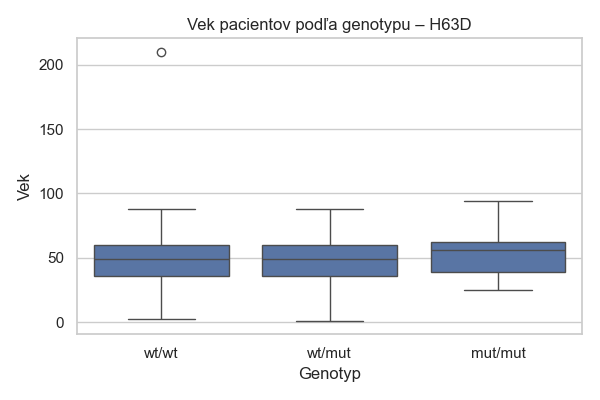 Vek pacientov podľa genotypu – H63D
200
150
100
50
0
Vek
wt/wt
wt/mut
mut/mut
Genotyp